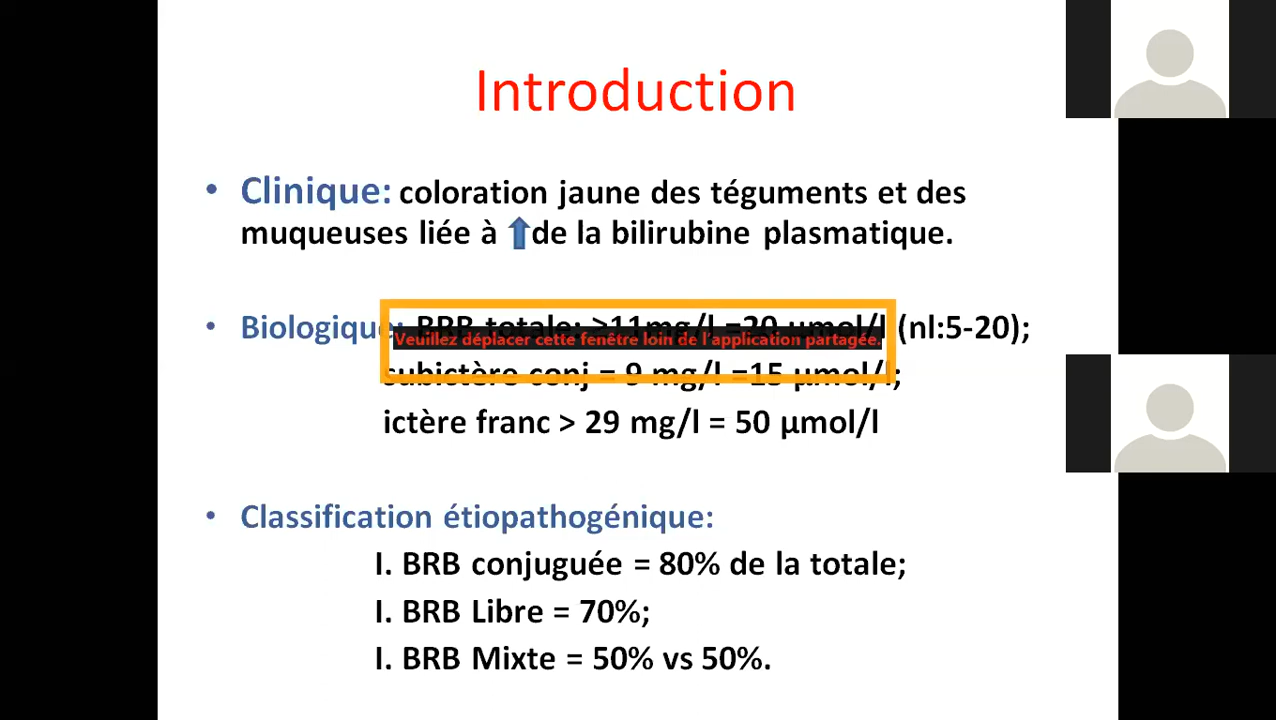 Introduction
• Clinique: coloration jaune des téguments et des
muqueuses liée à de la bilirubine plasmatique.
• Biologique: BRB totale: ≥11mg/l =20 µmol/l (nl:5-20);
Veuillez déplacer cette fenêtre loin de l'application partagée.
subictère conj = 9 mg/l =15 µmol/l;
ictère franc > 29 mg/l = 50 µmol/l
• Classification étiopathogénique:
I. BRB conjuguée = 80% de la totale;
I. BRB Libre = 70%;
I. BRB Mixte = 50% vs 50%.